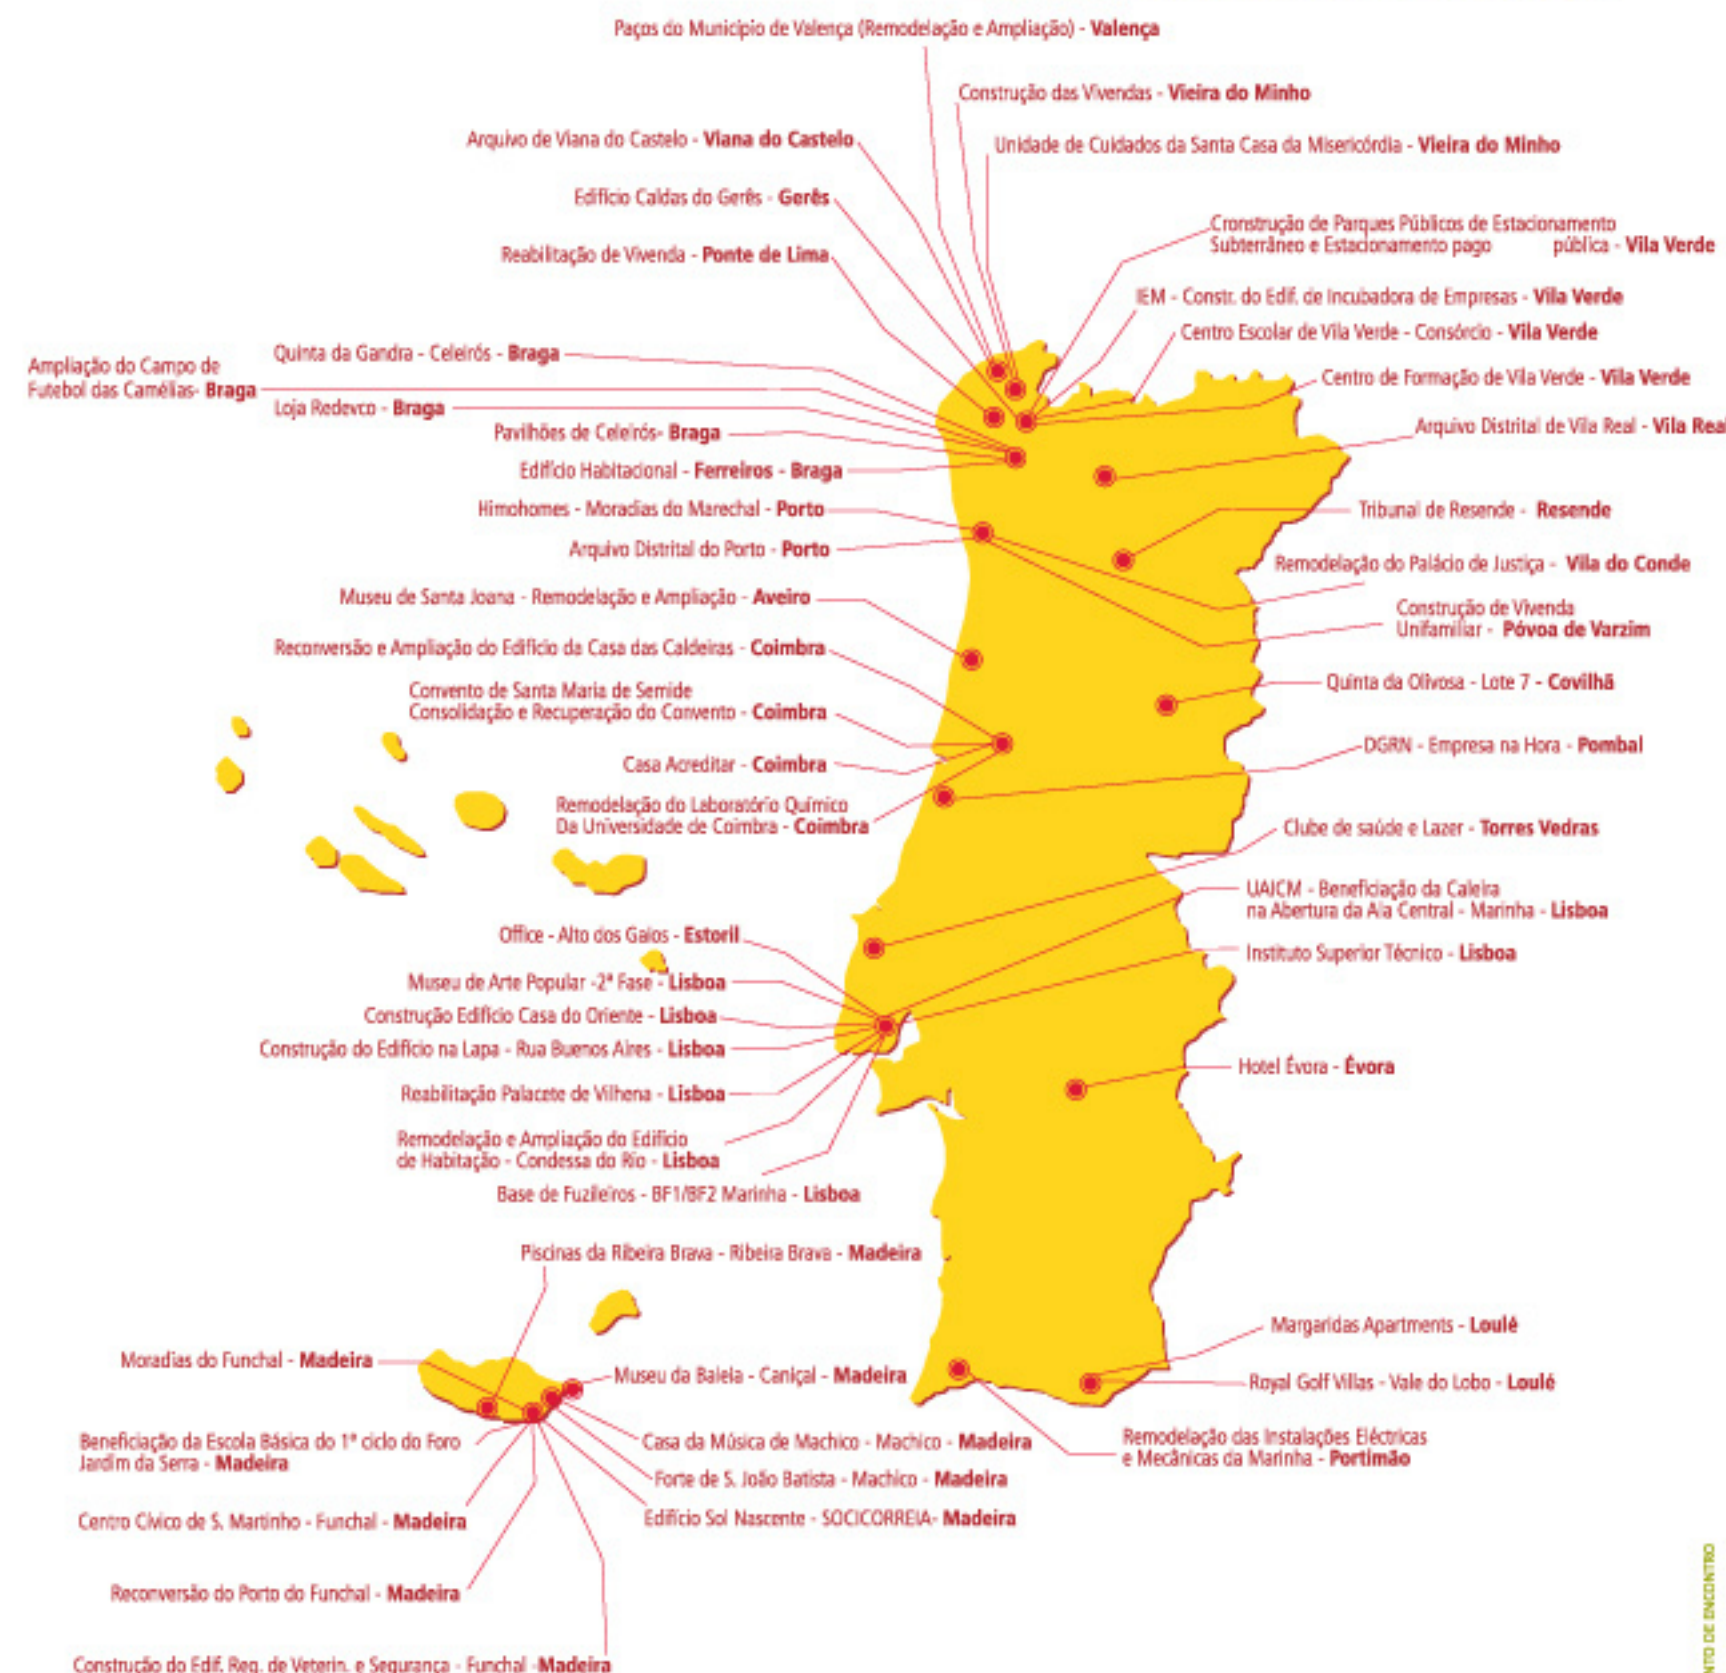 Paços do Município de Valença (Remodelação e Ampliação) - Valença
Construção das Vivendas - Vieira do Minho
Arquivo de Viana do Castelo - Viana do Castelo
Unidade de Cuidados da Santa Casa da Misericórdia - Vieira do Minho
Edifício Caldas do Gerês - Gerês
Cronstrução de Parques Públicos de Estacionamento
Subterrâneo e Estacionamento pago pública - Vila Verde
Reabilitação de Vivenda - Ponte de Lima
IEM - Constr. do Edif. de Incubadora de Empresas - Vila Verde
Centro Escolar de Vila Verde - Consórcio - Vila Verde
Quinta da Gandra - Celeirós - Braga
Ampliação do Campo de
Futebol das Camélias- Braga
Centro de Formação de Vila Verde - Vila Verde
Loja Redevco - Braga
Arquivo Distrital de Vila Real - Vila Real
Pavilhões de Celeirós- Braga
Edifício Habitacional - Ferreiros - Braga
Himohomes - Moradias do Marechal - Porto
Tribunal de Resende - Resende
Arquivo Distrital do Porto - Porto
Remodelação do Palácio de Justiça - Vila do Conde
Museu de Santa Joana - Remodelação e Ampliação - Aveiro
Construção de Vivenda
Unifamiliar - Póvoa de Varzim
Reconversão e Ampliação do Edifício da Casa das Caldeiras - Coimbra
Quinta da Olivosa - Lote 7 - Covilhã
Convento de Santa Maria de Semide
Consolidação e Recuperação do Convento - Coimbra
DGRN - Empresa na Hora - Pombal
Casa Acreditar - Coimbra
Remodelação do Laboratório Químico
Da Universidade de Coimbra - Coimbra
Clube de saúde e Lazer - Torres Vedras
UAICM - Beneficiação da Caleira
na Abertura da Ala Central - Marinha - Lisboa
Office - Alto dos Gaios - Estoril
Instituto Superior Técnico - Lisboa
Museu de Arte Popular -2ª Fase - Lisboa
Construção Edifício Casa do Oriente - Lisboa
Construção do Edifício na Lapa - Rua Buenos Aires - Lisboa
Hotel Évora - Évora
Reabilitação Palacete de Vilhena - Lisboa
Remodelação e Ampliação do Edifício
de Habitação - Condessa do Rio - Lisboa
Base de Fuzileiros - BF1/BF2 Marinha - Lisboa
Piscinas da Ribeira Brava - Ribeira Brava - Madeira
Margaridas Apartments - Loulé
Moradias do Funchal - Madeira
Museu da Baleia - Caniçal - Madeira
Royal Golf Villas - Vale do Lobo - Loulé
Beneficiação da Escola Básica do 1º ciclo do Foro
Jardim da Serra - Madeira
Casa da Música de Machico - Machico - Madeira
Remodelação das Instalações Eléctricas
e Mecânicas da Marinha - Portimão
Forte de S. João Batista - Machico - Madeira
Centro Cívico de S. Martinho - Funchal - Madeira
Edifício Sol Nascente - SOCICORREIA- Madeira
Reconversão do Porto do Funchal - Madeira
Construção do Edif. Reg. de Veterin. e Segurança - Funchal -Madeira
NTO DE ENCONTRO